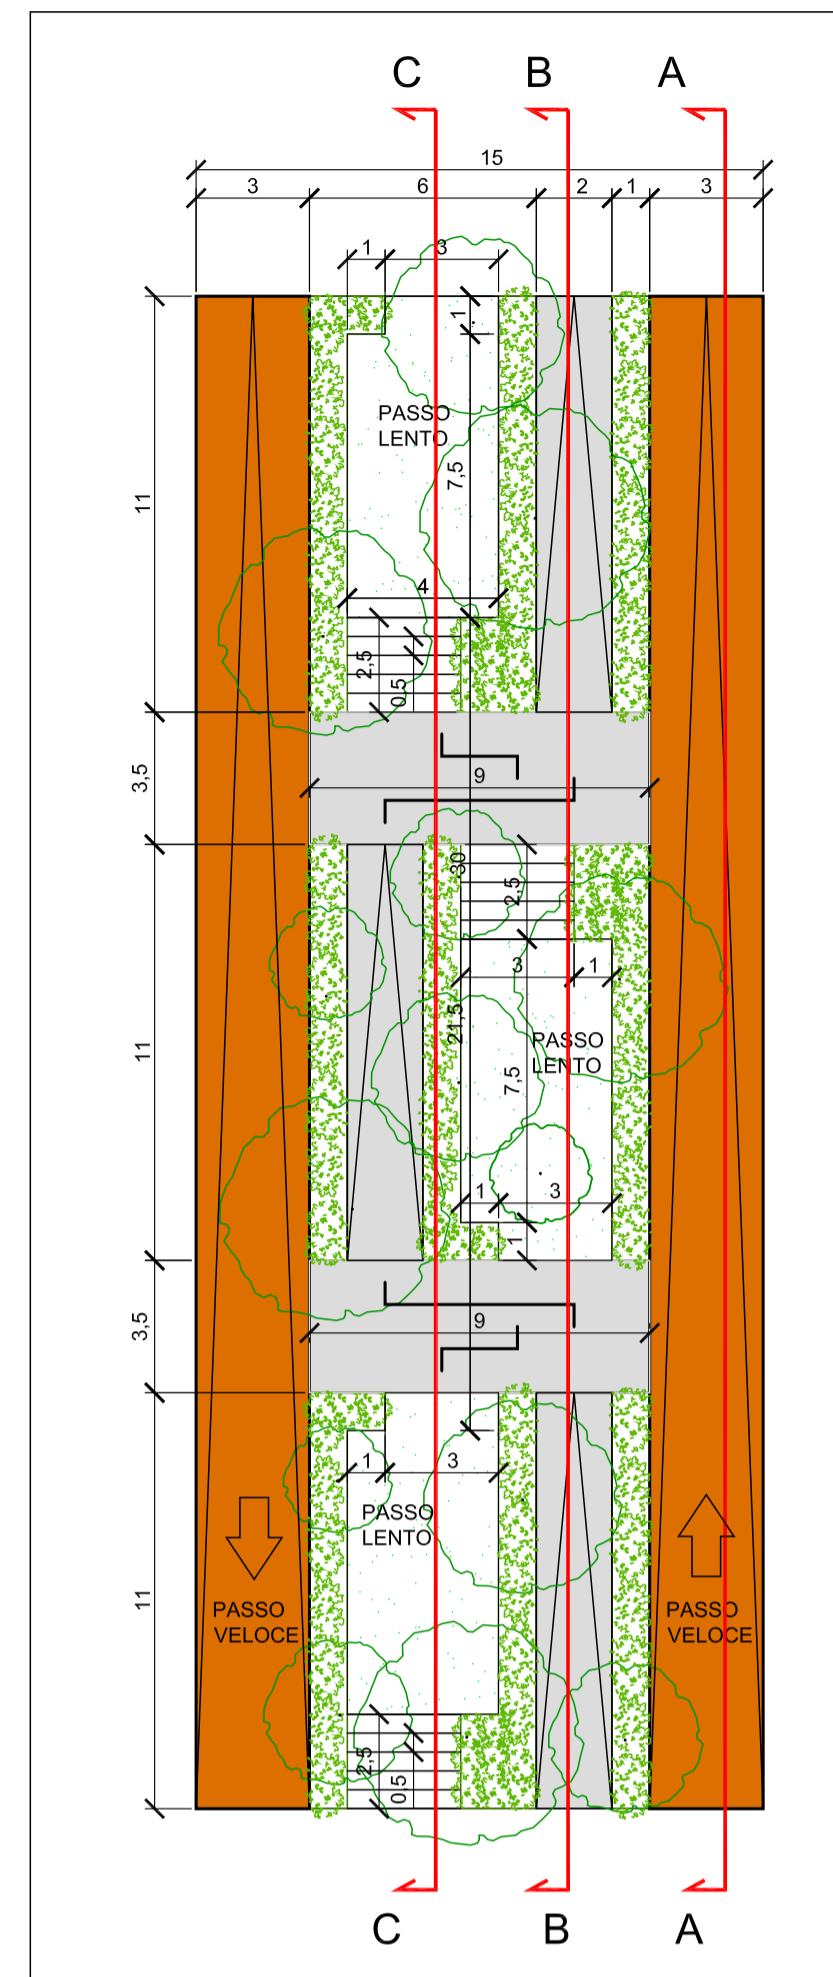 C B A
15
3 6 2 1 3
1 3
1
PASSO
LENTO
7,5
11
4
2,5
0,5
3,5
9
30
2,5
3 1
21,5
PASSO
LENTO
7,5
11
1 3
1
3,5
9
1 3
PASSO
LENTO
11
PASSO
VELOCE
PASSO
VELOCE
2,5
0,5
C B A